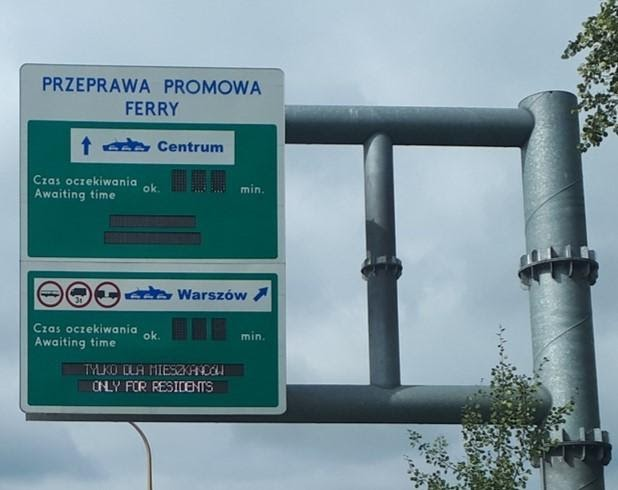 PRZEPRAWA PROMOWA
FERRY
Centrum
Czas oczekiwania ok. min.
Awaiting time
3t Warszów
Czas oczekiwania ok. min.
Awaiting time
TYLKO DLA MIESZKAŃCÓW
ONLY FOR RESIDENTS